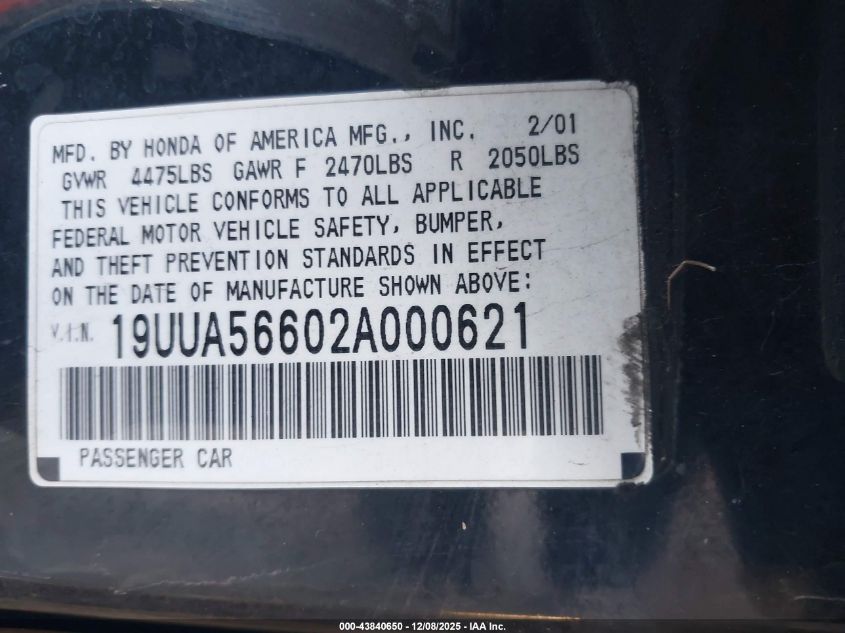 MFD. BY HONDA OF AMERICA MFG., INC. 2/01
GVWR 4475LBS GAWR F 2470LBS R 2050LBS
THIS VEHICLE CONFORMS TO ALL APPLICABLE
FEDERAL MOTOR VEHICLE SAFETY, BUMPER,
AND THEFT PREVENTION STANDARDS IN EFFECT
ON THE DATE OF MANUFACTURE SHOWN ABOVE:
V.I.N. 19UUA56602A000621
PASSENGER CAR
000-43840650 - 12/08/2025 - IAA Inc.